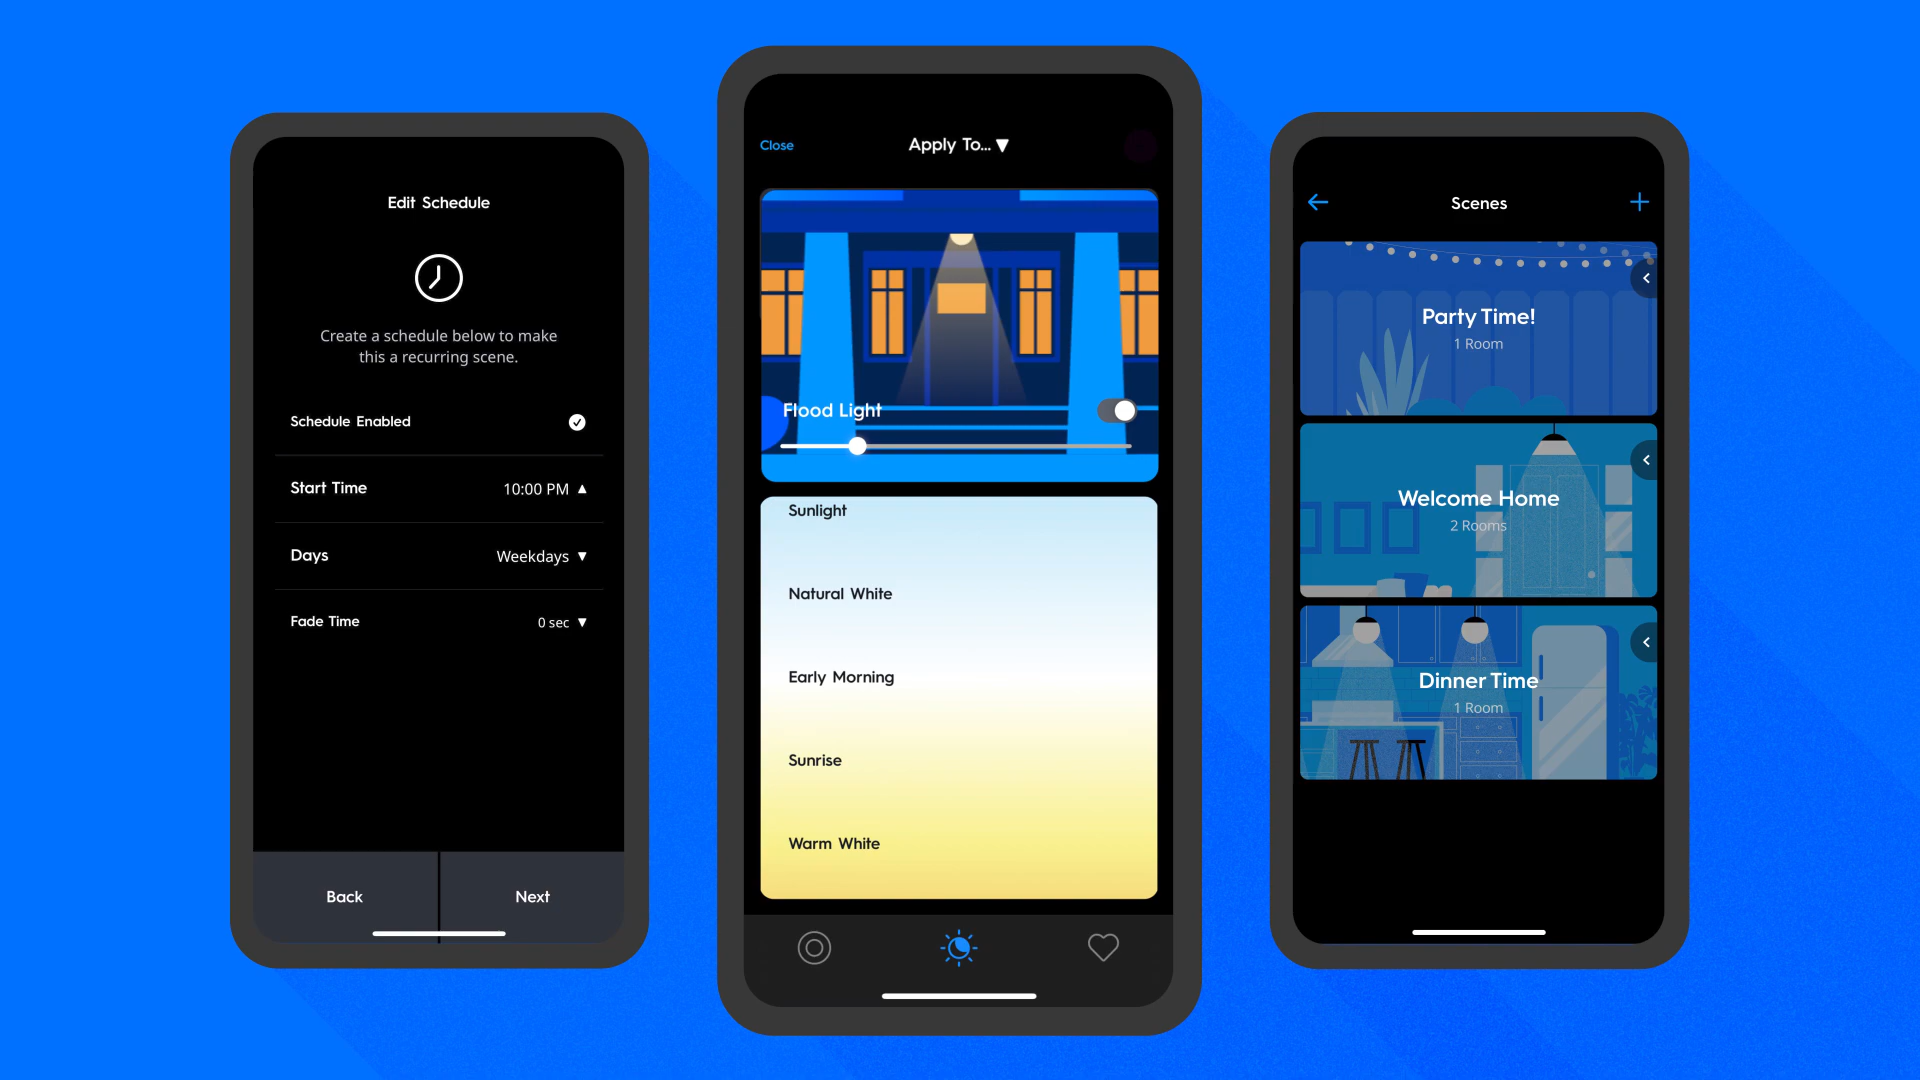 Edit Schedule
Create a schedule below to make
this a recurring scene.
Schedule Enabled
Start Time 10:00 PM ▲
Days Weekdays ▼
Fade Time 0 sec ▼
Back Next
Close Apply To... ▼
Flood Light
Sunlight
Natural White
Early Morning
Sunrise
Warm White
Scenes
Party Time!
1 Room
Welcome Home
2 Rooms
Dinner Time
1 Room